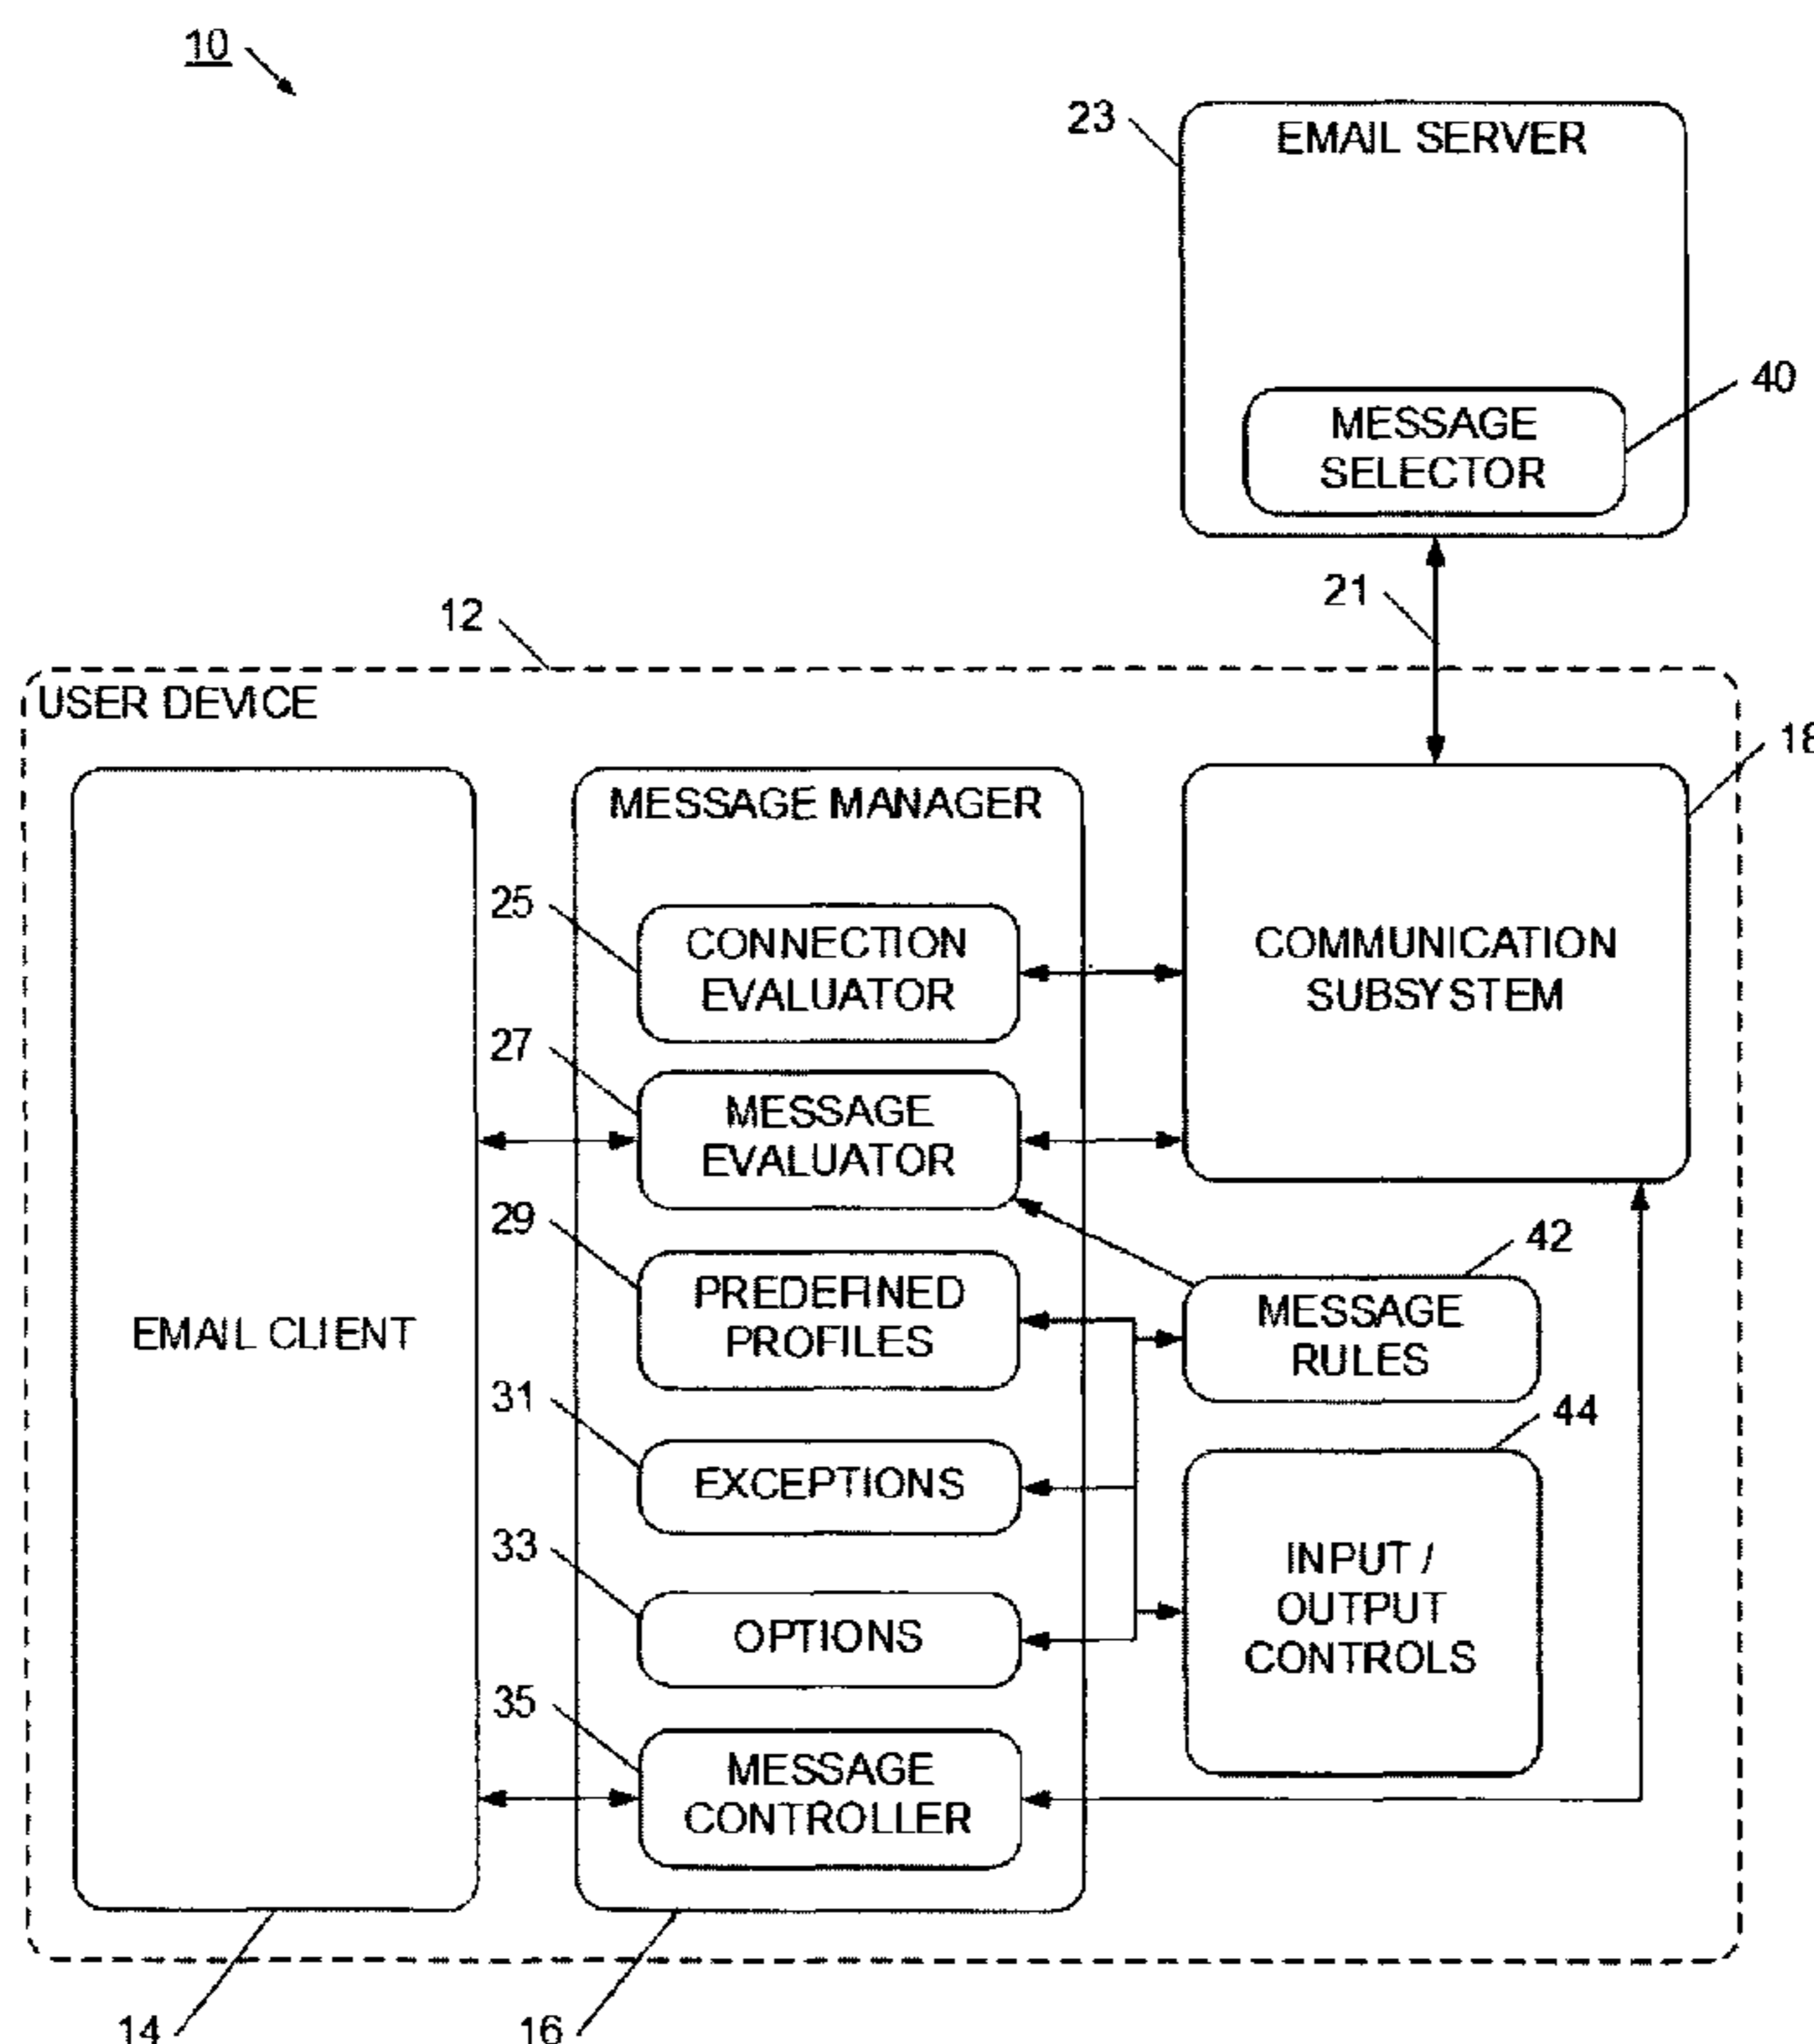 10
23
EMAIL SERVER
MESSAGE
SELECTOR
40
21
12
USER DEVICE
18
MESSAGE MANAGER
25
CONNECTION
EVALUATOR
COMMUNICATION
SUBSYSTEM
27
MESSAGE
EVALUATOR
29
PREDEFINED
PROFILES
42
MESSAGE
RULES
EMAIL CLIENT
31
EXCEPTIONS
44
33
OPTIONS
INPUT /
OUTPUT
CONTROLS
35
MESSAGE
CONTROLLER
14
16